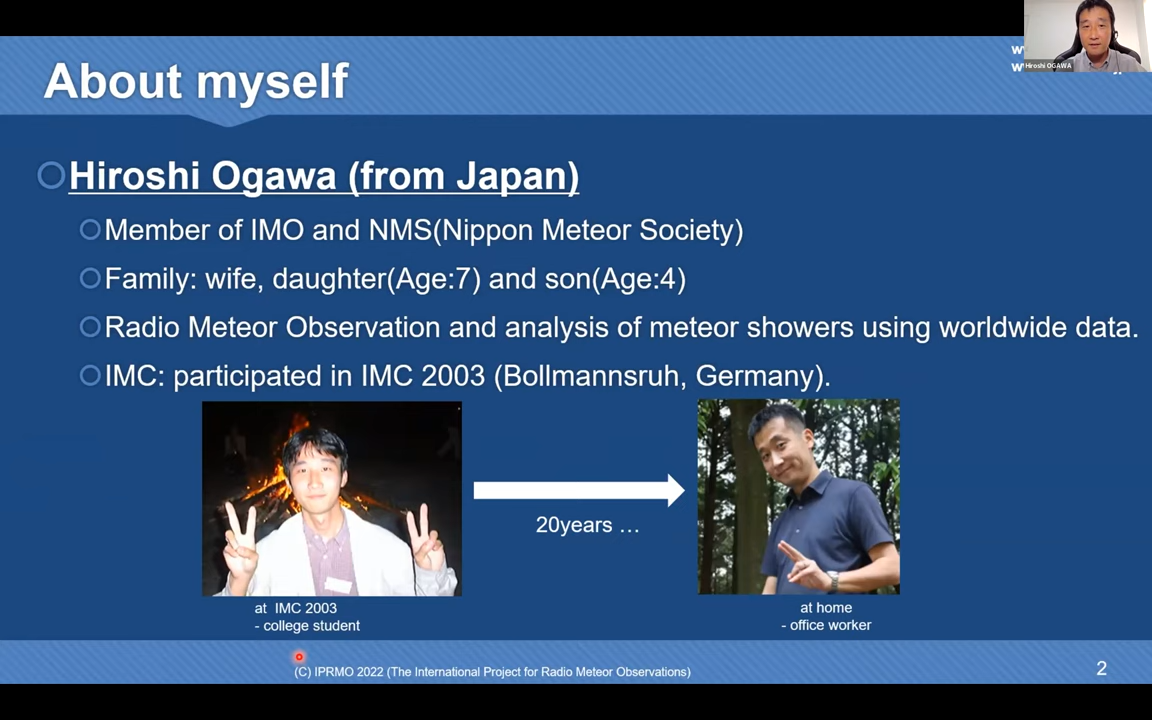 About myself
Hiroshi OGAWA
Hiroshi Ogawa (from Japan)
Member of IMO and NMS(Nippon Meteor Society)
Family: wife, daughter(Age:7) and son(Age:4)
Radio Meteor Observation and analysis of meteor showers using worldwide data.
IMC: participated in IMC 2003 (Bollmannsruh, Germany).
20years …
at IMC 2003
- college student
at home
- office worker
(C) IPRMO 2022 (The International Project for Radio Meteor Observations)
2